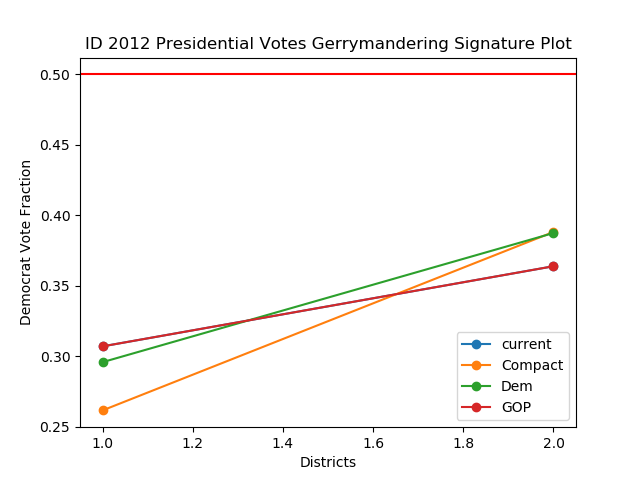 ID 2012 Presidential Votes Gerrymandering Signature Plot
0.50
0.45
0.40
0.35
0.30
0.25
Democrat Vote Fraction
current
Compact
Dem
GOP
1.0 1.2 1.4 1.6 1.8 2.0
Districts